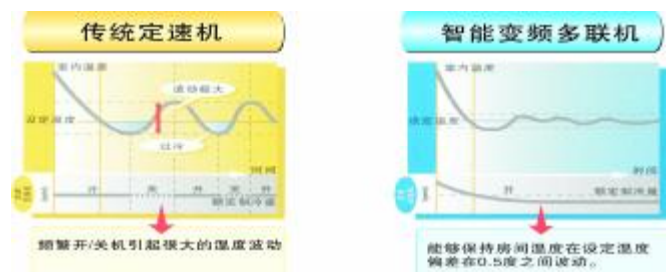 传统定速机
室内温度
波动极大
设定温度
过冷
时间
开 关 开 关 开
额定制冷量
频繁开/关机引起很大的温度波动
智能变频多联机
室内温度
设定温度
时间
开
额定制冷量
能够保持房间温度在设定温度
偏差在0.5度之间波动。